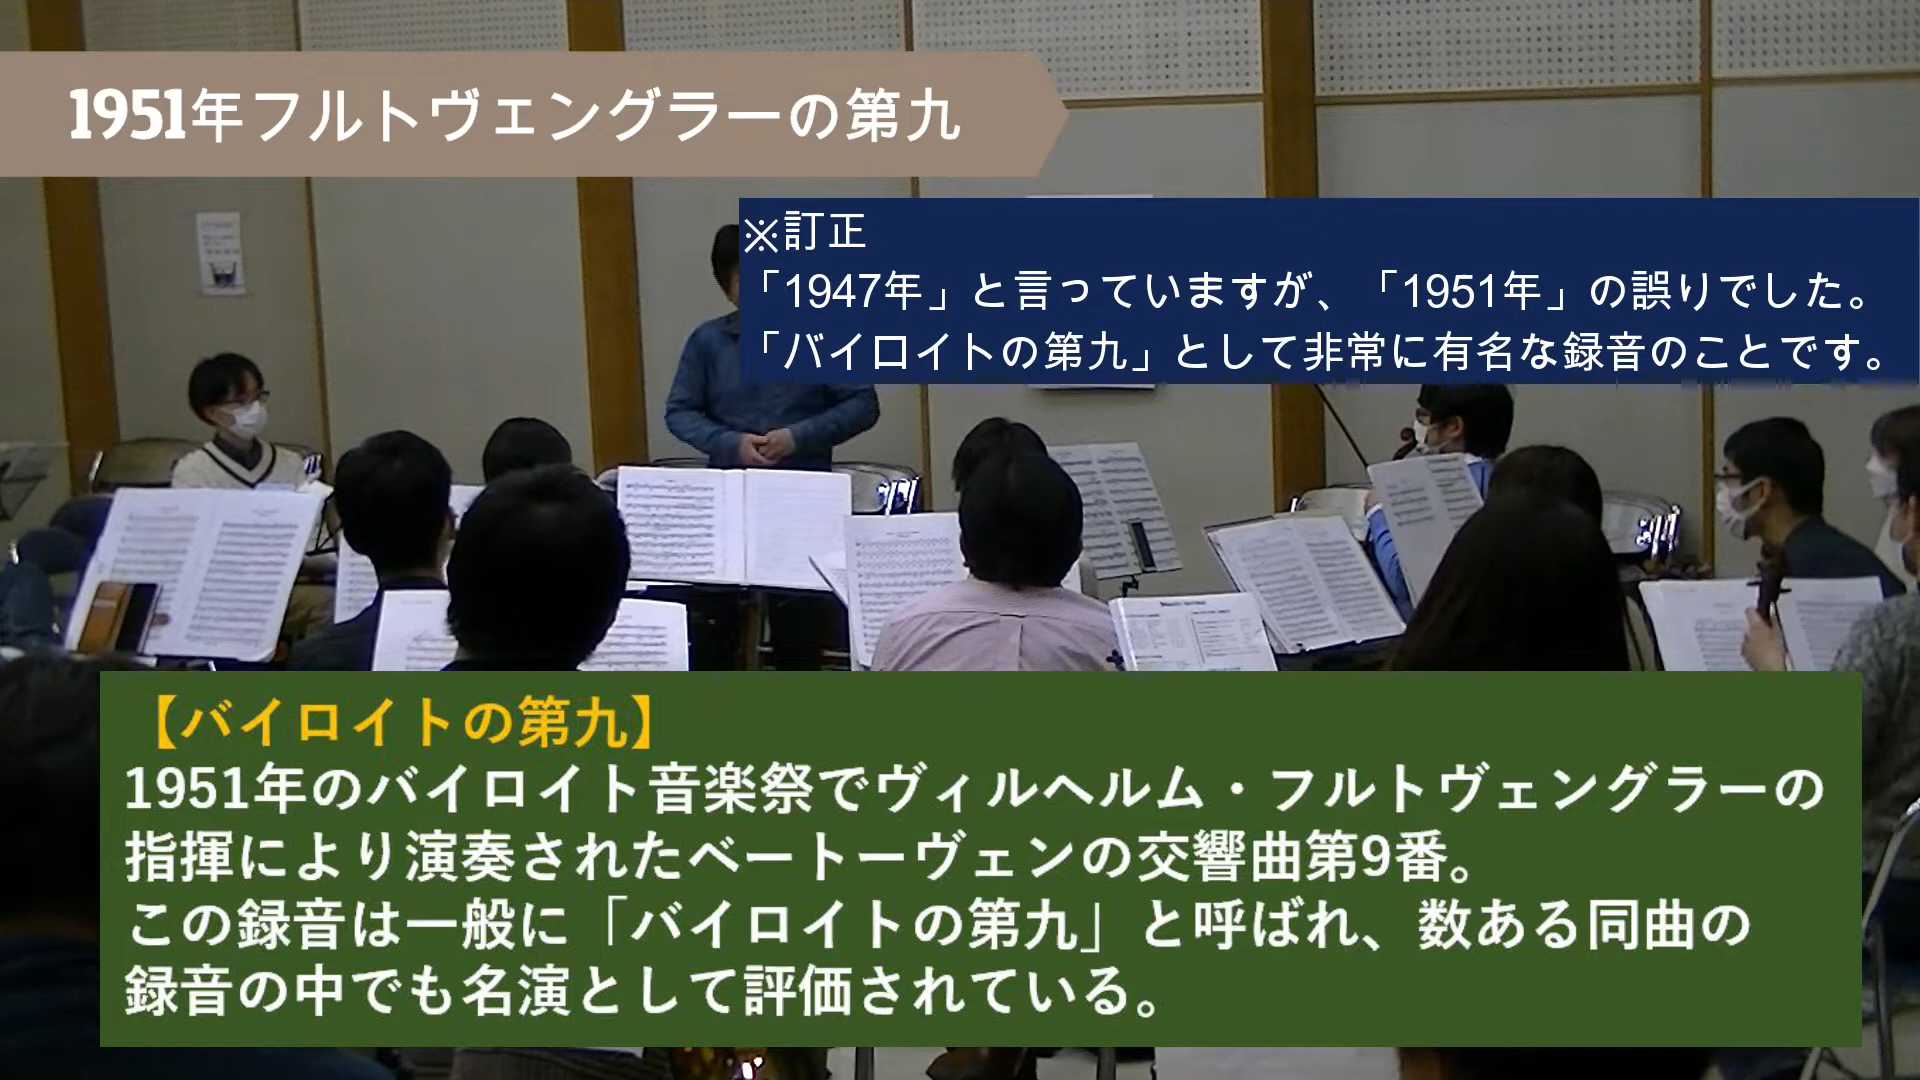 1951年フルトヴェングラーの第九
※訂正
「1947年」と言っていますが、「1951年」の誤りでした。
「バイロイトの第九」として非常に有名な録音のことです。
【バイロイトの第九】
1951年のバイロイト音楽祭でヴィルヘルム・フルトヴェングラーの
指揮により演奏されたベートーヴェンの交響曲第9番。
この録音は一般に「バイロイトの第九」と呼ばれ、数ある同曲の
録音の中でも名演として評価されている。